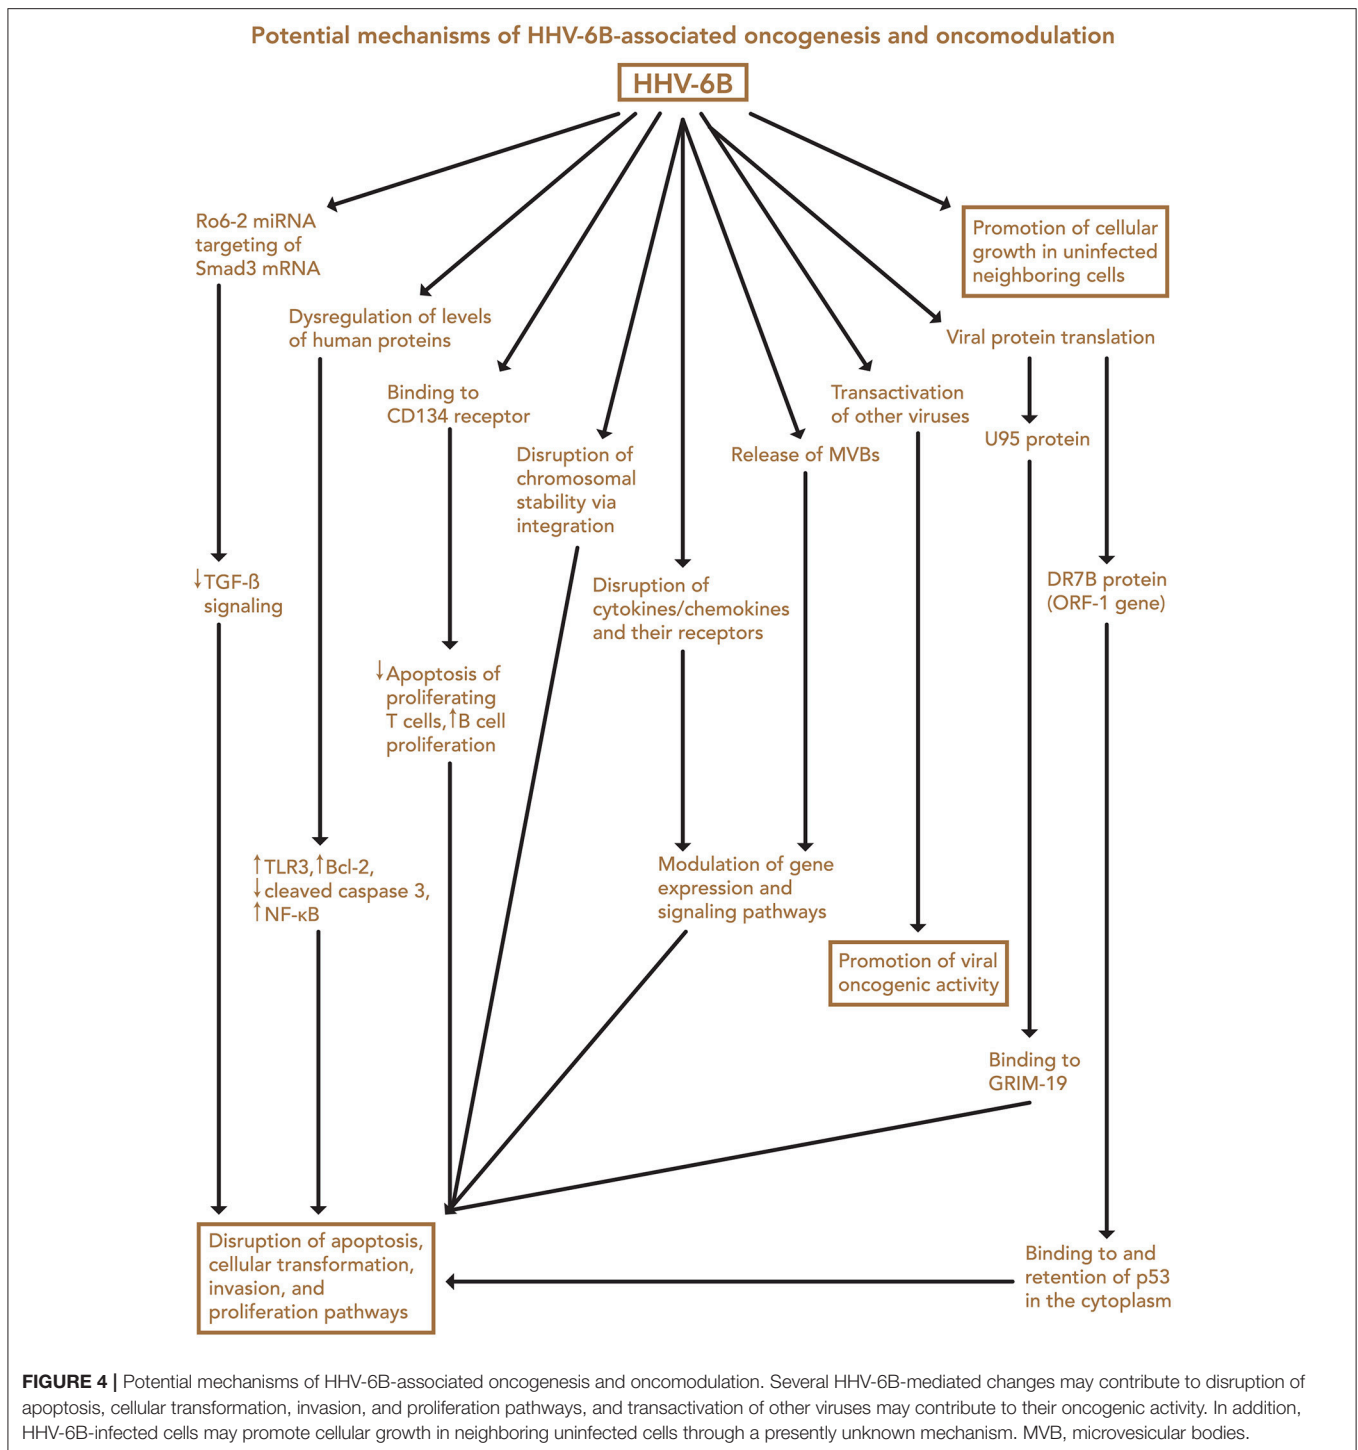 Potential mechanisms of HHV-6B-associated oncogenesis and oncomodulation
HHV-6B
Ro6-2 miRNA
targeting of
Smad3 mRNA
Promotion of cellular
growth in uninfected
neighboring cells
Dysregulation of levels
of human proteins
Viral protein translation
Binding to
CD134 receptor
Transactivation
of other viruses
U95 protein
Disruption of
chromosomal
stability via
integration
Release of MVBs
↓TGF-ß
signaling
Disruption of
cytokines/chemokines
and their receptors
DR7B protein
(ORF-1 gene)
↓Apoptosis of
proliferating
T cells,↑B cell
proliferation
↑TLR3,↑Bcl-2,
↓cleaved caspase 3,
↑NF-κB
Modulation of gene
expression and
signaling pathways
Promotion of viral
oncogenic activity
Binding to
GRIM-19
Disruption of apoptosis,
cellular transformation,
invasion, and
proliferation pathways
Binding to and
retention of p53
in the cytoplasm
FIGURE 4 | Potential mechanisms of HHV-6B-associated oncogenesis and oncomodulation. Several HHV-6B-mediated changes may contribute to disruption of
apoptosis, cellular transformation, invasion, and proliferation pathways, and transactivation of other viruses may contribute to their oncogenic activity. In addition,
HHV-6B-infected cells may promote cellular growth in neighboring uninfected cells through a presently unknown mechanism. MVB, microvesicular bodies.